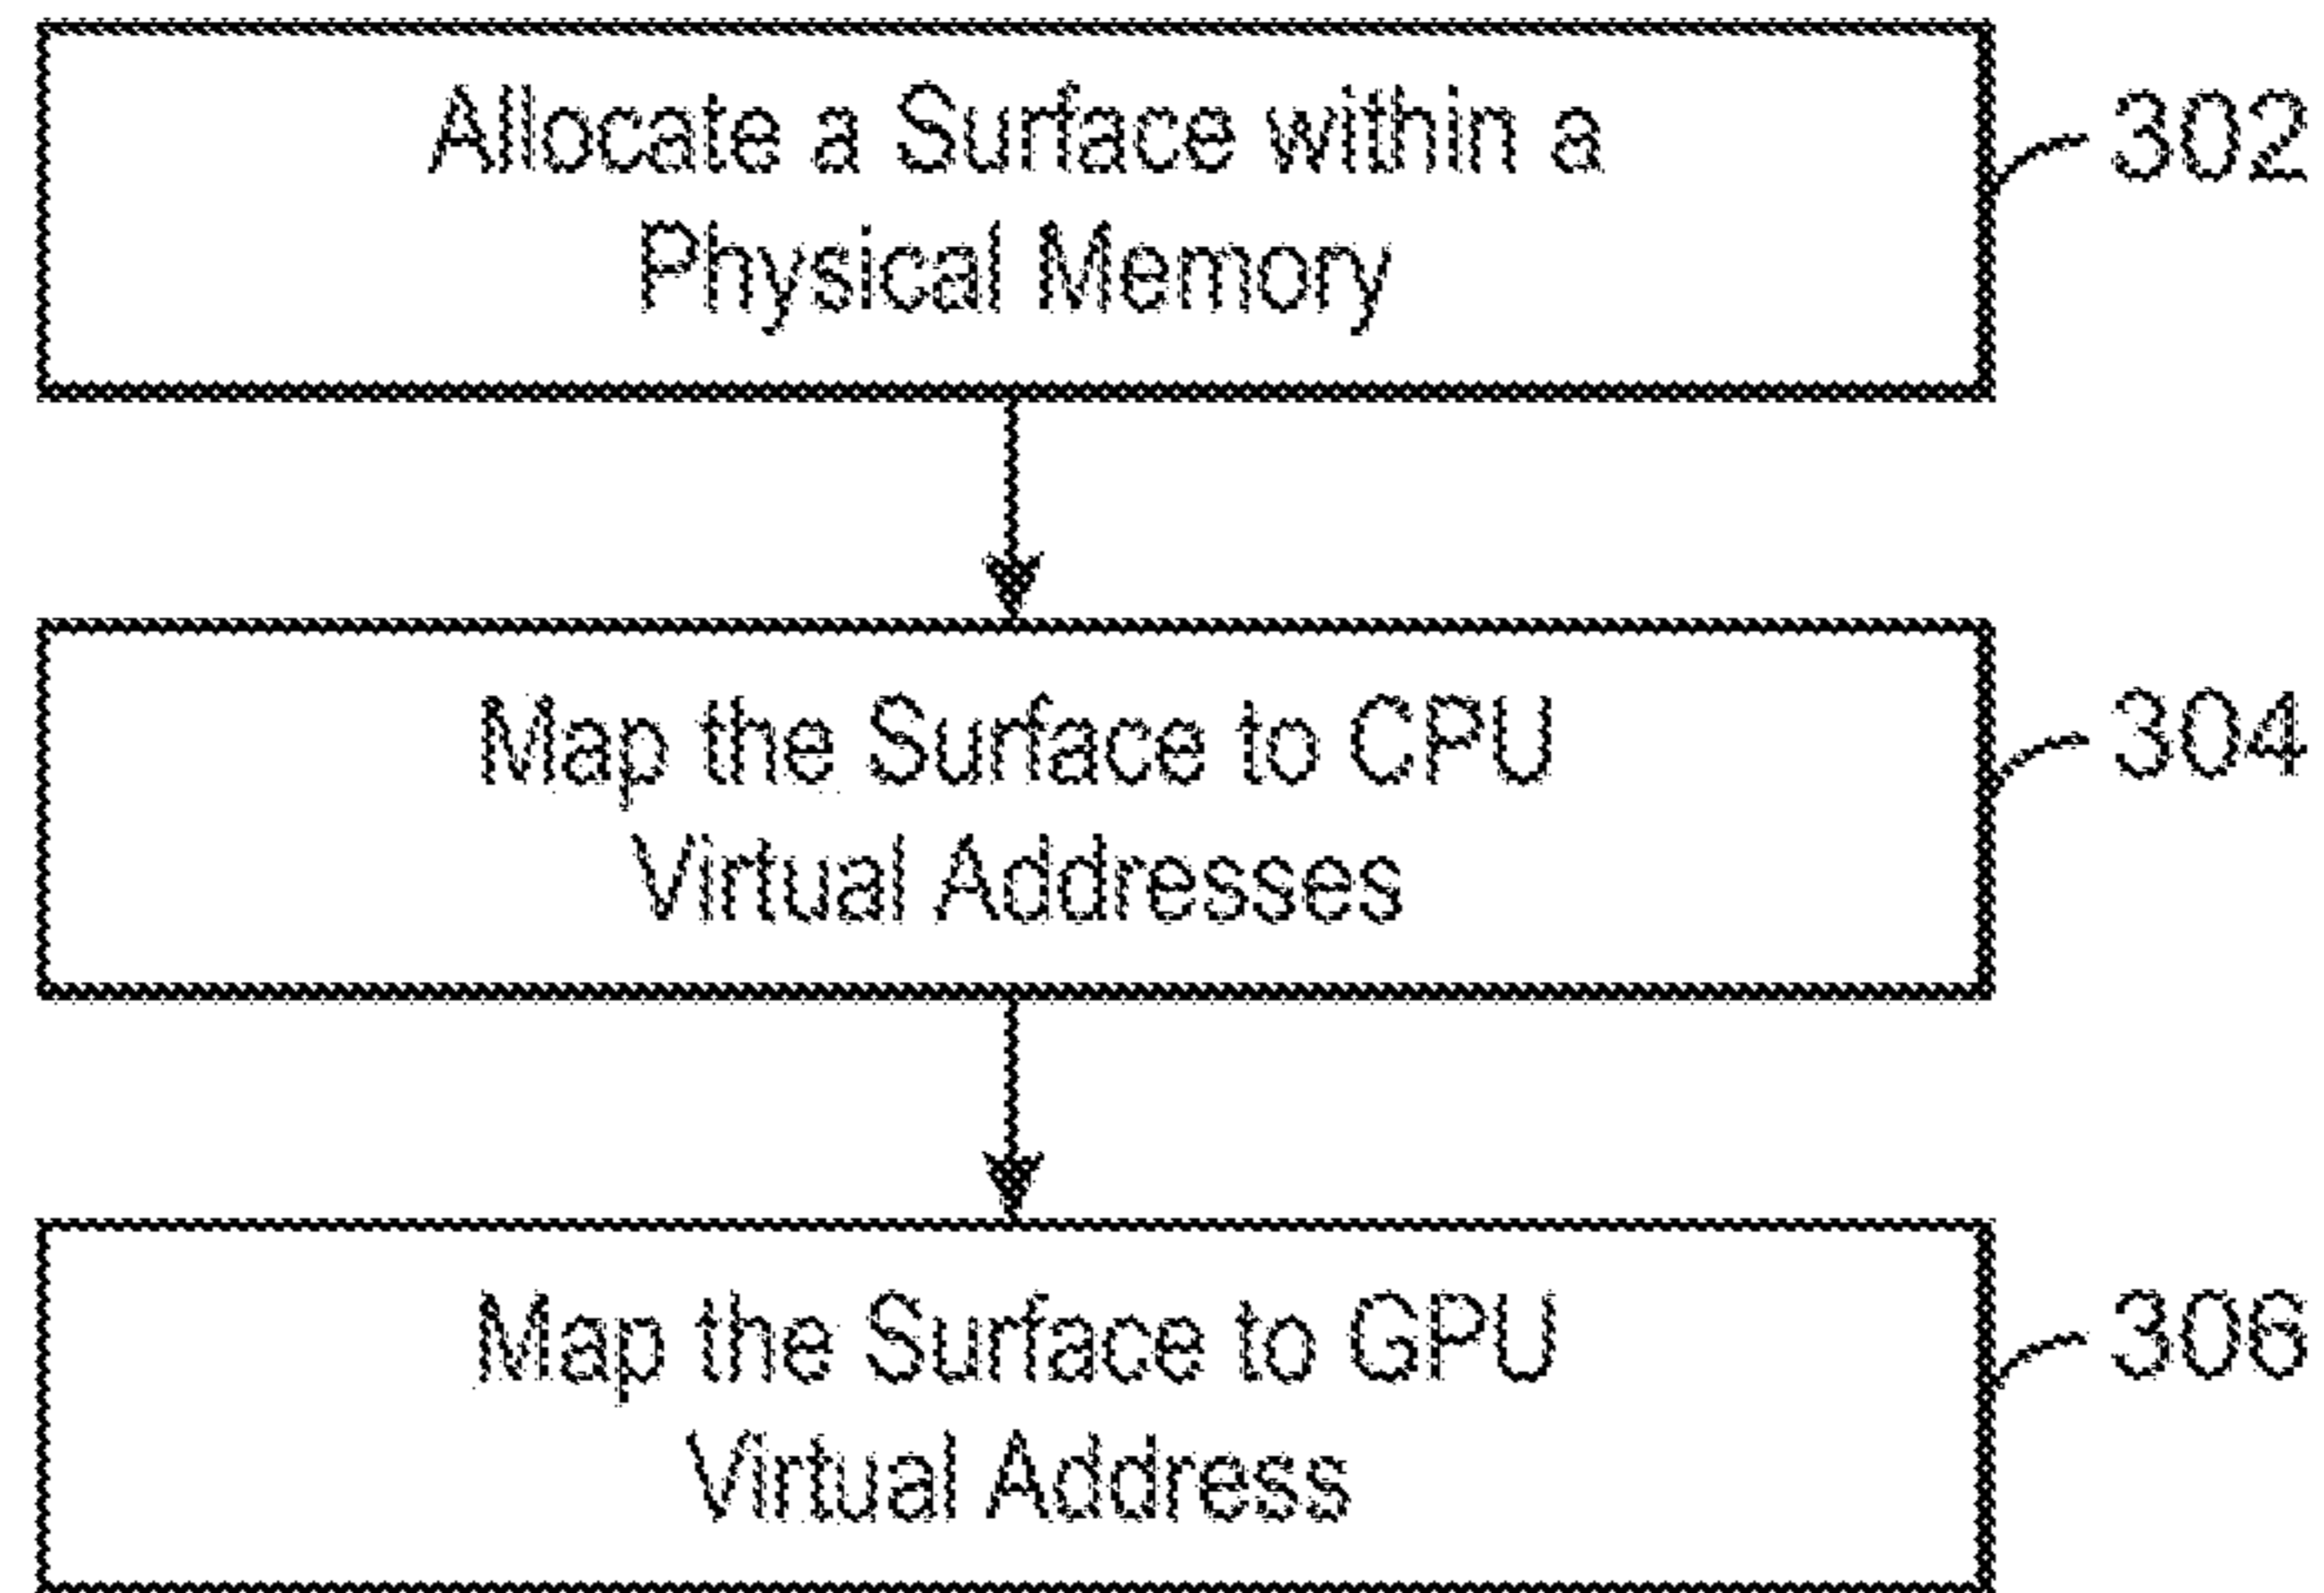 Allocate a Surface within a
Physical Memory
302
Map the Surface to CPU
Virtual Addresses
304
Map the Surface to GPU
Virtual Address
306